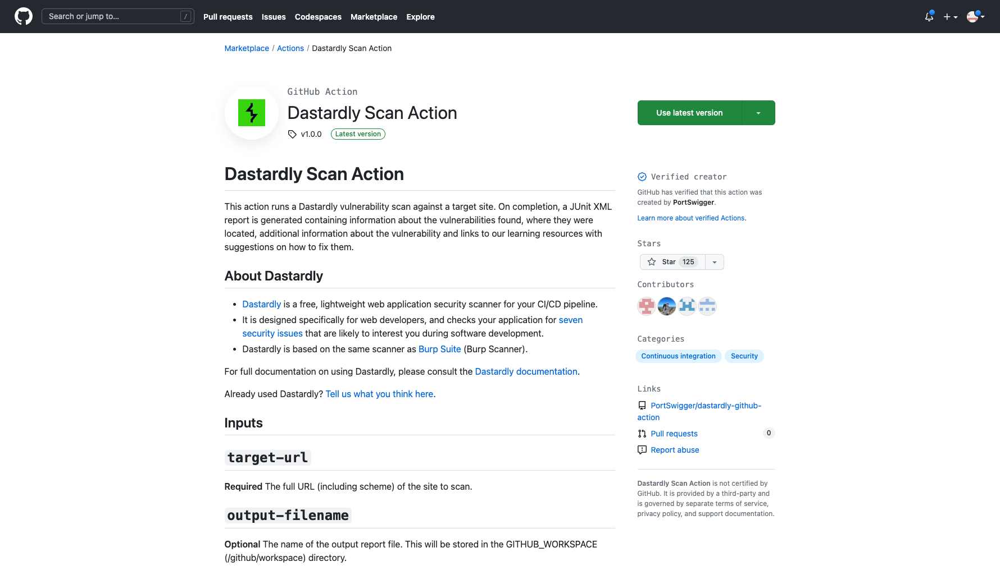 Search or jump to... /
Pull requests Issues Codespaces Marketplace Explore
Marketplace / Actions / Dastardly Scan Action
GitHub Action
Dastardly Scan Action
v1.0.0 Latest version
Use latest version
Dastardly Scan Action
This action runs a Dastardly vulnerability scan against a target site. On completion, a JUnit XML
report is generated containing information about the vulnerabilities found, where they were
located, additional information about the vulnerability and links to our learning resources with
suggestions on how to fix them.
About Dastardly
• Dastardly is a free, lightweight web application security scanner for your CI/CD pipeline.
• It is designed specifically for web developers, and checks your application for seven
security issues that are likely to interest you during software development.
• Dastardly is based on the same scanner as Burp Suite (Burp Scanner).
For full documentation on using Dastardly, please consult the Dastardly documentation.
Already used Dastardly? Tell us what you think here.
Inputs
target-url
Required The full URL (including scheme) of the site to scan.
output-filename
Optional The name of the output report file. This will be stored in the GITHUB_WORKSPACE
(/github/workspace) directory.
Verified creator
GitHub has verified that this action was
created by PortSwigger.
Learn more about verified Actions.
Stars
Star 125
Contributors
Categories
Continuous integration Security
Links
PortSwigger/dastardly-github-
action
Pull requests 0
Report abuse
Dastardly Scan Action is not certified by
GitHub. It is provided by a third-party and
is governed by separate terms of service,
privacy policy, and support documentation.